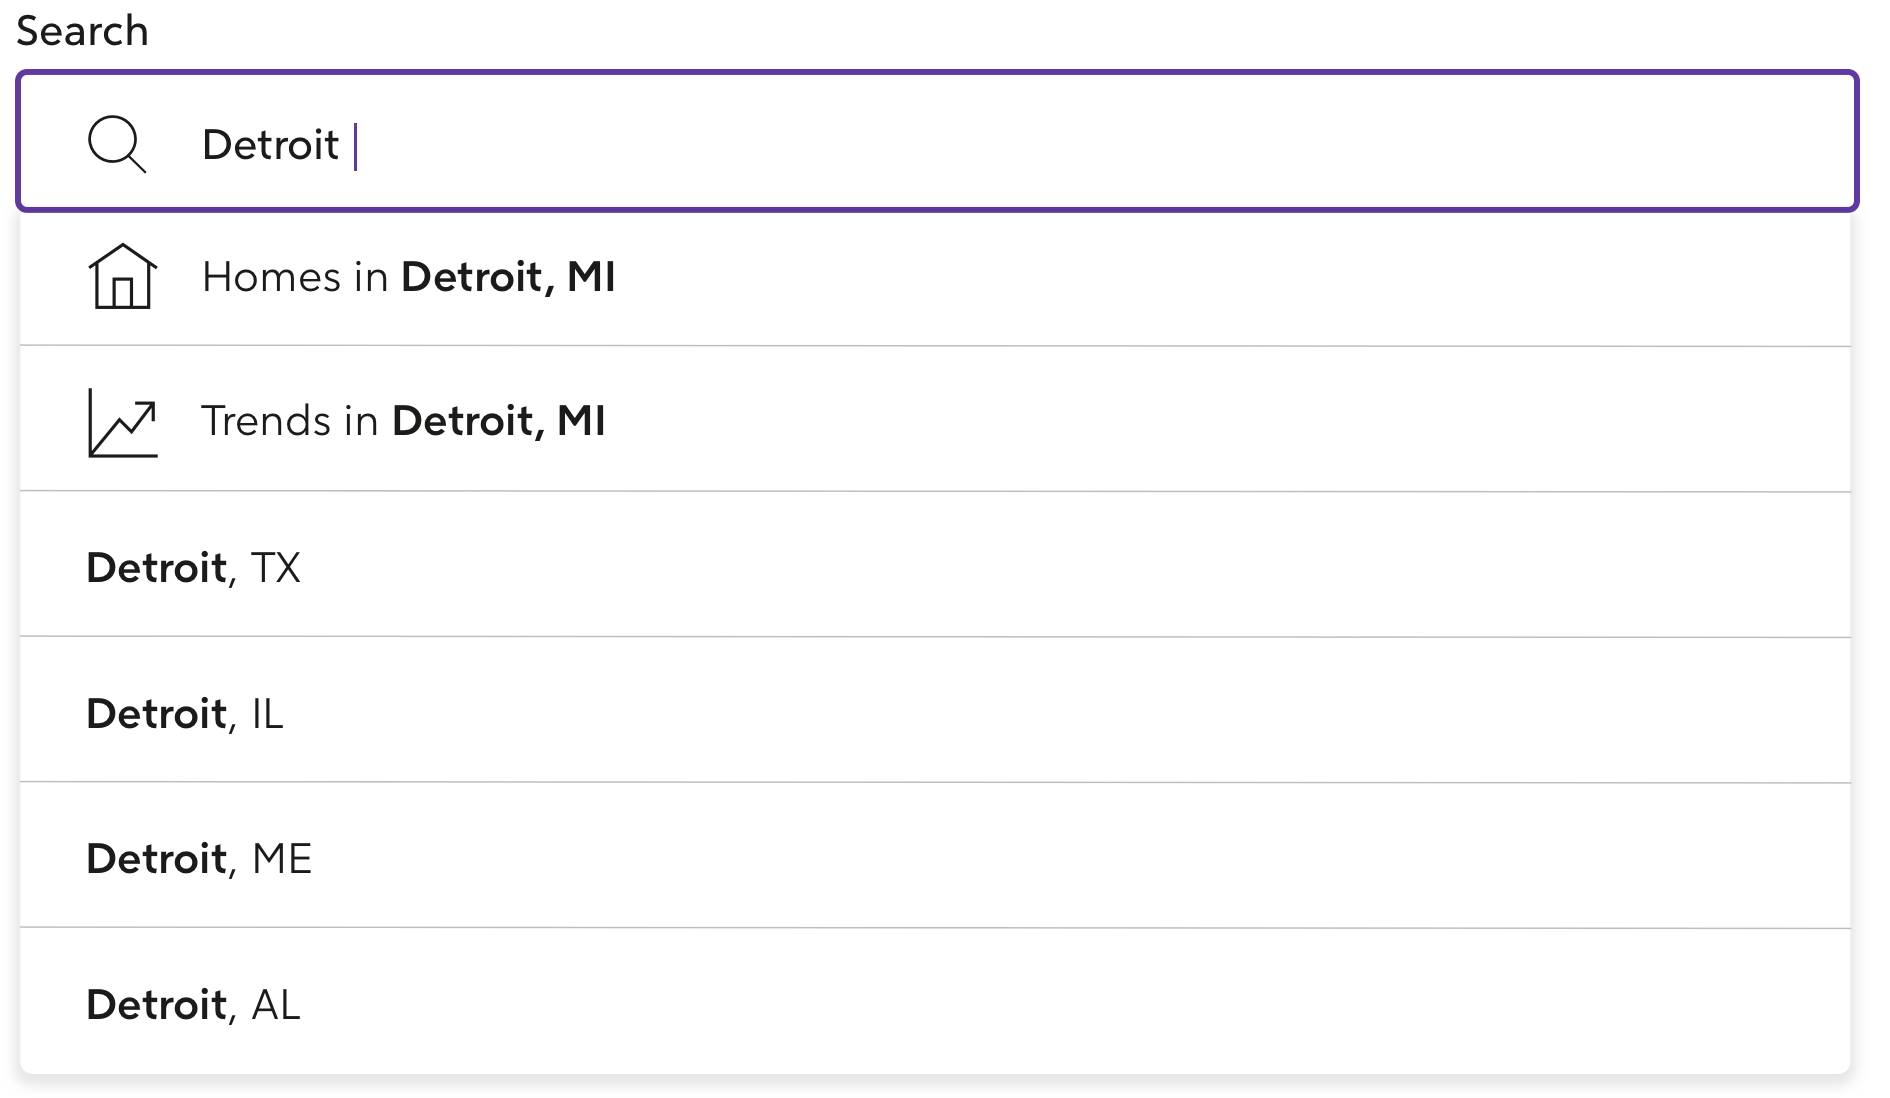 Search
Detroit
Homes in Detroit, MI
Trends in Detroit, MI
Detroit, TX
Detroit, IL
Detroit, ME
Detroit, AL